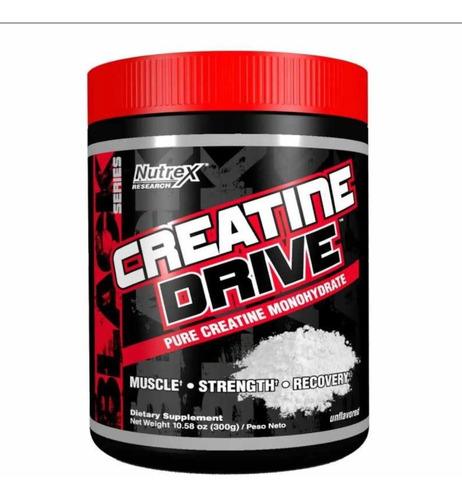 BLACK
SERIES
Nutrex
RESEARCH
CREATINE
DRIVE™
PURE CREATINE MONOHYDRATE
MUSCLE† • STRENGTH† • RECOVERY†
Dietary Supplement
Net Weight 10.58 oz (300g) / Peso Neto
unflavored